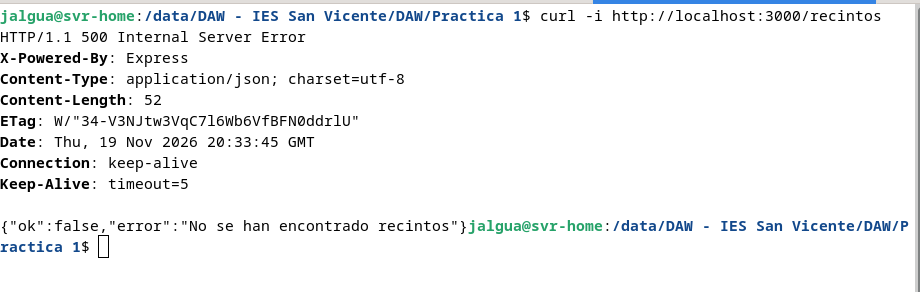 jalgua@svr-home:/data/DAW - IES San Vicente/DAW/Practica 1$ curl -i http://localhost:3000/recintos
HTTP/1.1 500 Internal Server Error
X-Powered-By: Express
Content-Type: application/json; charset=utf-8
Content-Length: 52
ETag: W/"34-V3NJtw3VqC7l6Wb6VfBFN0ddrlU"
Date: Thu, 19 Nov 2026 20:33:45 GMT
Connection: keep-alive
Keep-Alive: timeout=5
{"ok":false,"error":"No se han encontrado recintos"}jalgua@svr-home:/data/DAW - IES San Vicente/DAW/P
ractica 1$